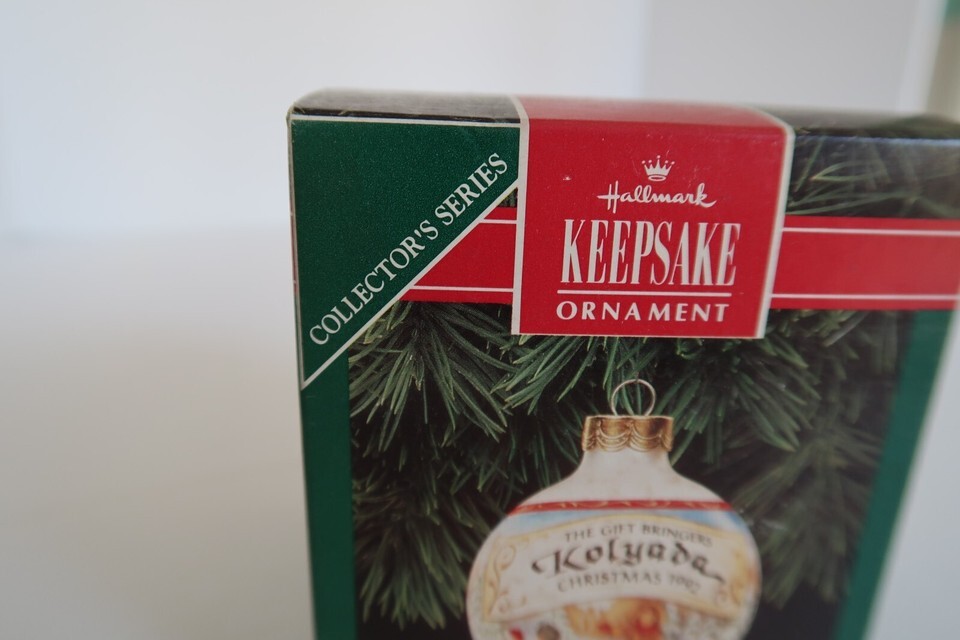 COLLECTOR'S SERIES
Hallmark
KEEPSAKE
ORNAMENT
THE GIFT BRINGERS
Kolyada
CHRISTMAS 1992